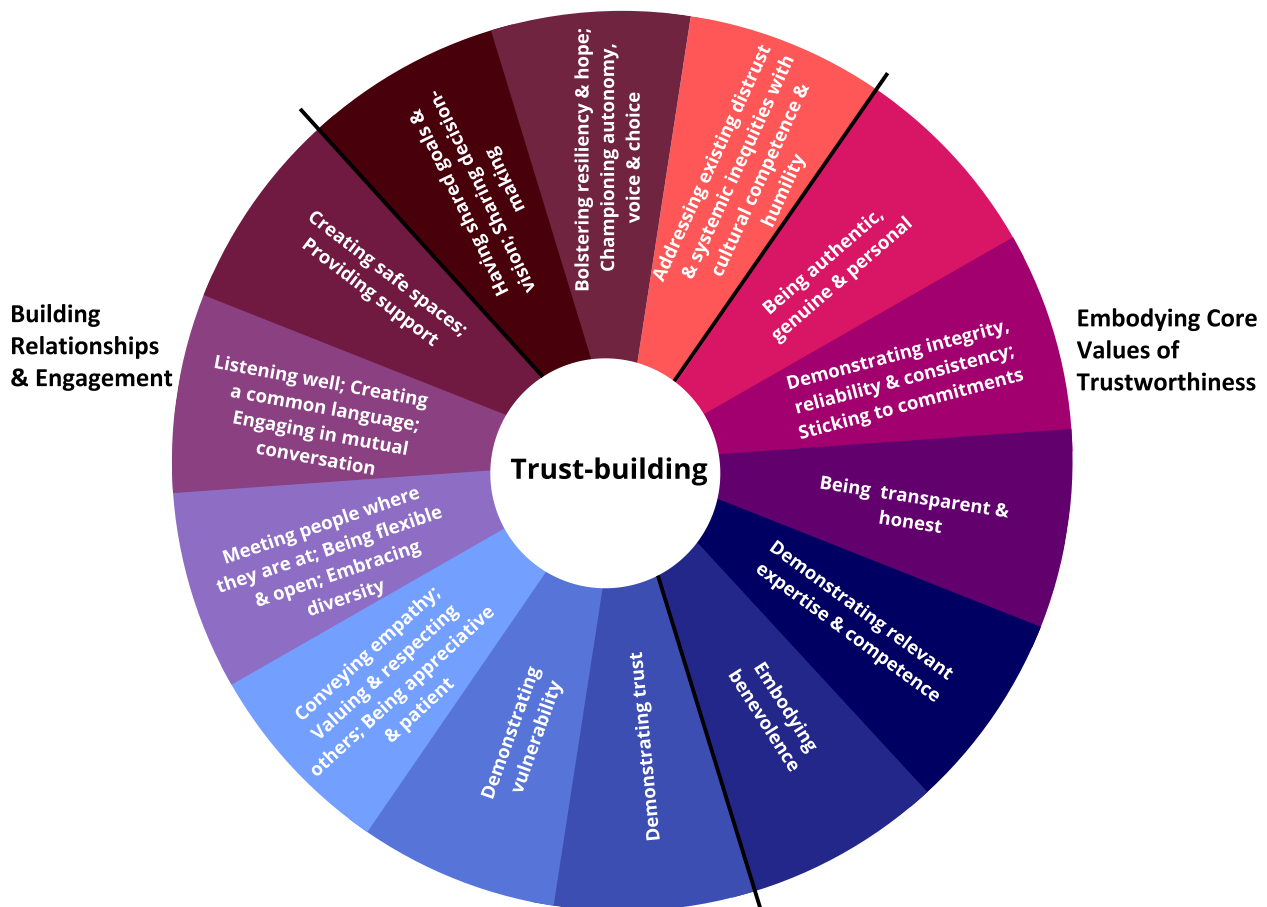 Having shared goals &
vision; Sharing decision-
making
Bolstering resiliency & hope;
Championing autonomy,
voice & choice
Addressing existing distrust
& systemic inequities with
cultural competence &
humility
Being authentic,
genuine & personal
Demonstrating integrity,
reliability & consistency;
Sticking to commitments
Being  transparent &
honest
Demonstrating relevant
expertise & competence
Embodying
benevolence
Demonstrating trust
Demonstrating
vulnerability
Conveying empathy;
Valuing & respecting
others; Being appreciative
& patient
Meeting people where
they are at; Being flexible
& open; Embracing
diversity
Listening well; Creating
a common language;
Engaging in mutual
conversation
Creating safe spaces;
Providing support
Building
Relationships
& Engagement
Trust-building
Embodying Core
Values of
Trustworthiness